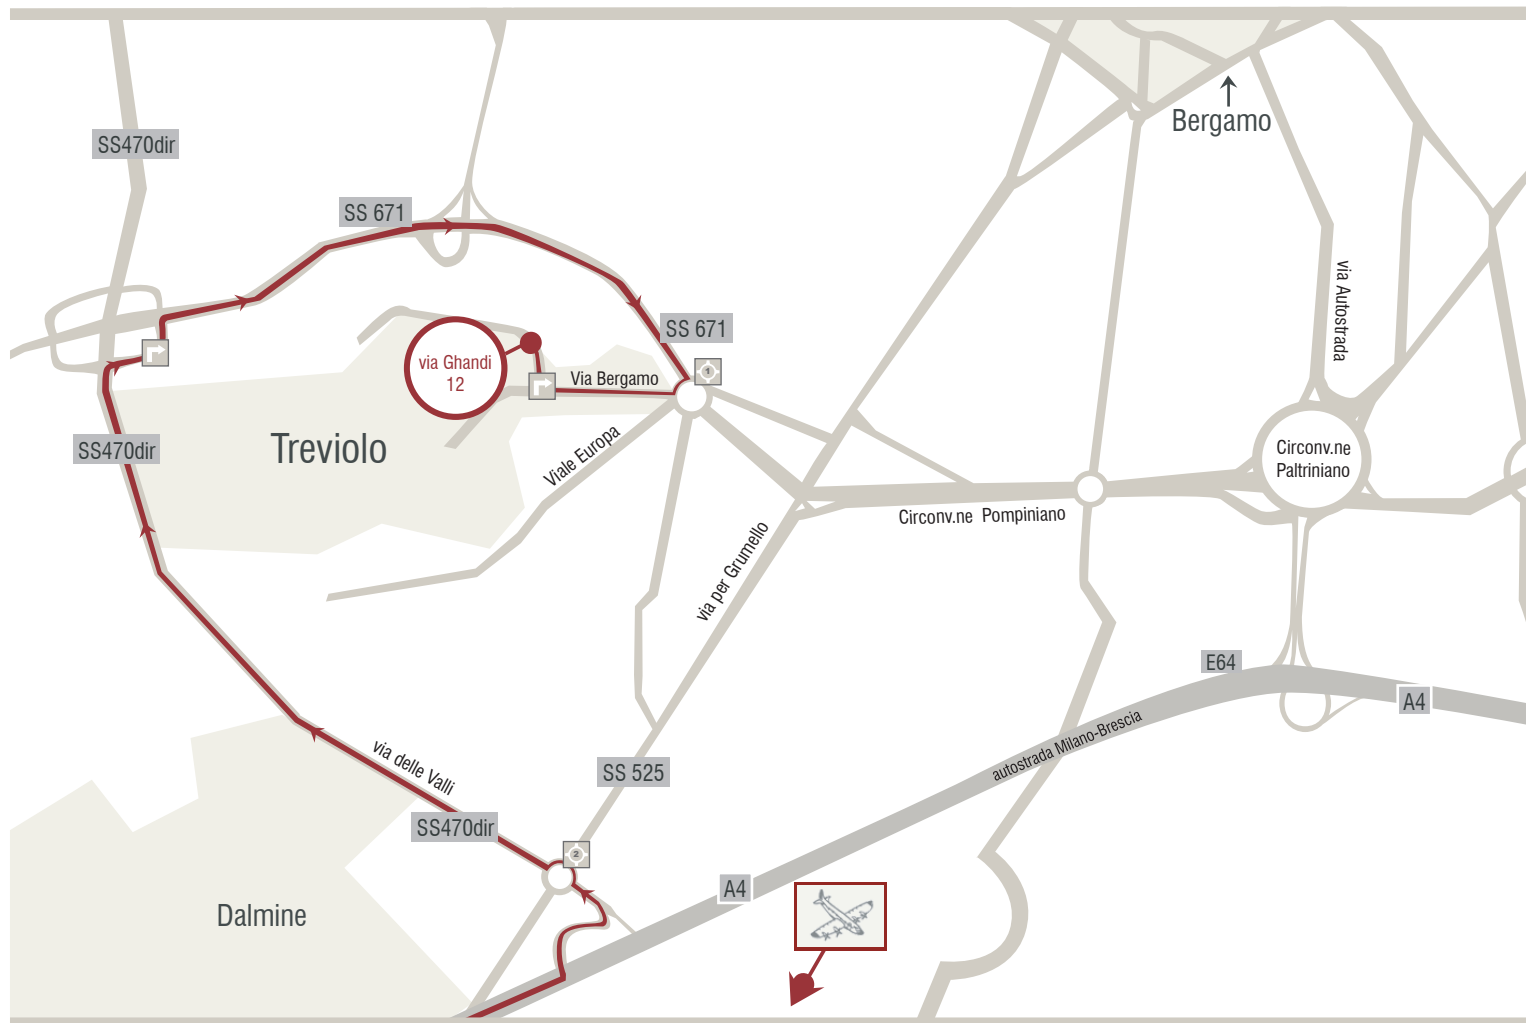 Bergamo
SS470dir
SS 671
via Autostrada
SS 671
via Ghandi
12
Via Bergamo
1
SS470dir
Treviolo
Viale Europa
Circonv.ne
Paltriniano
Circonv.ne Pompiniano
via per Grumello
E64
A4
autostrada Milano-Brescia
via delle Valli
SS 525
SS470dir
2
A4
Dalmine